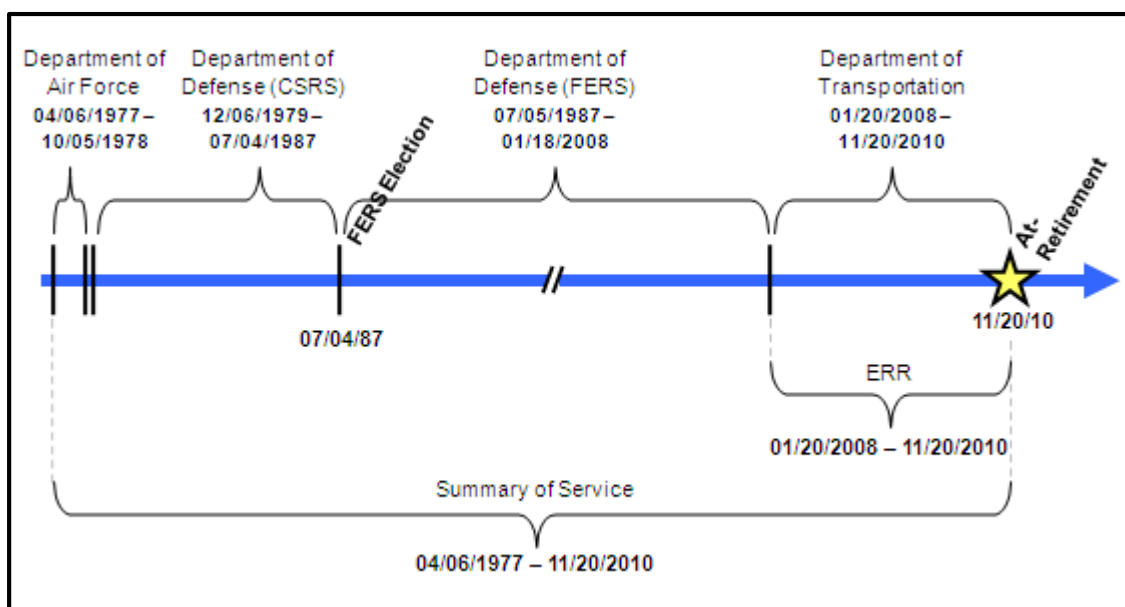 Department of
Air Force
04/06/1977–
10/05/1978
Department of
Defense (CSRS)
12/06/1979–
07/04/1987
FERS Election
Department of
Defense (FERS)
07/05/1987–
01/18/2008
Department of
Transportation
01/20/2008–
11/20/2010
At-
Retirement
//
07/04/87
11/20/10
ERR
01/20/2008 – 11/20/2010
Summary of Service
04/06/1977 – 11/20/2010